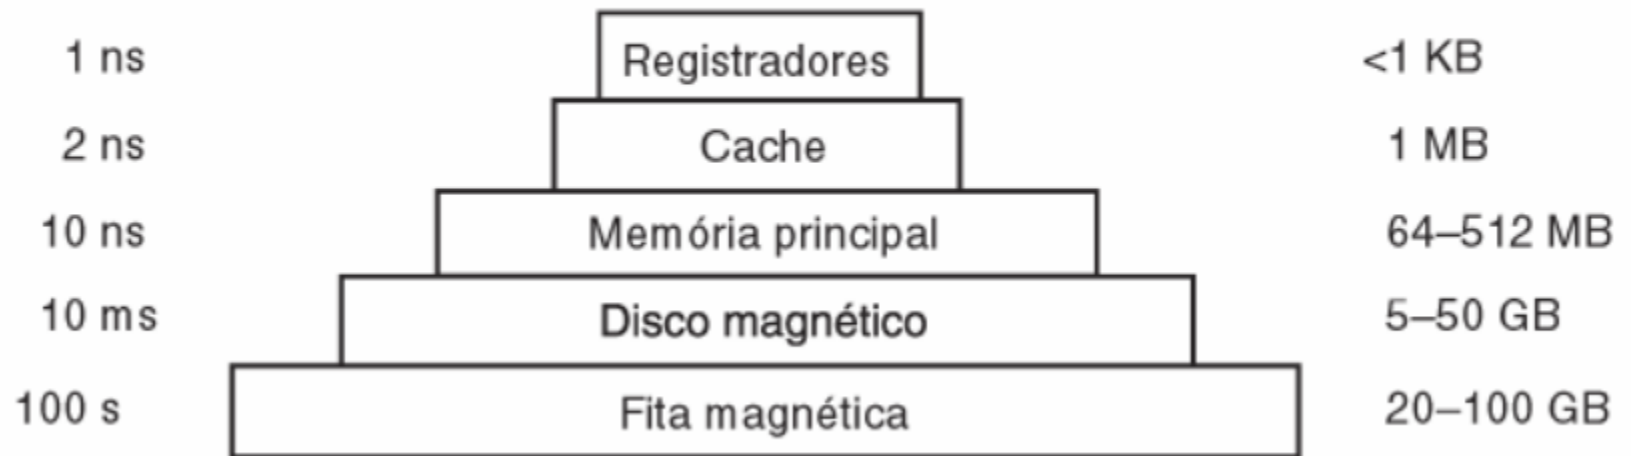 1 ns Registradores <1 KB
2 ns Cache 1 MB
10 ns Memória principal 64–512 MB
10 ms Disco magnético 5–50 GB
100 s Fita magnética 20–100 GB